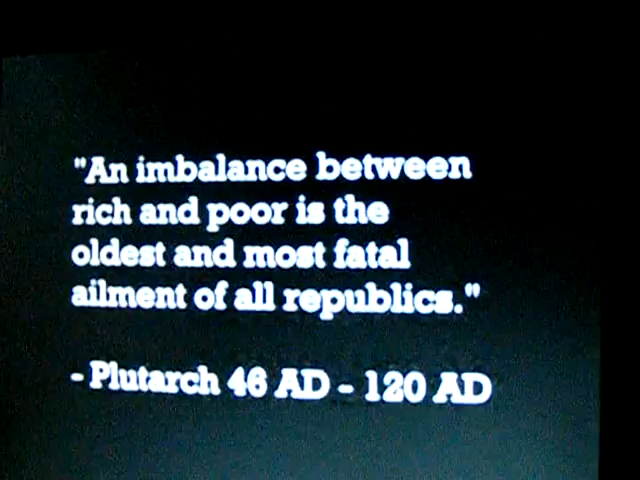 "An imbalance between
rich and poor is the
oldest and most fatal
ailment of all republics."
- Plutarch 46 AD - 120 AD